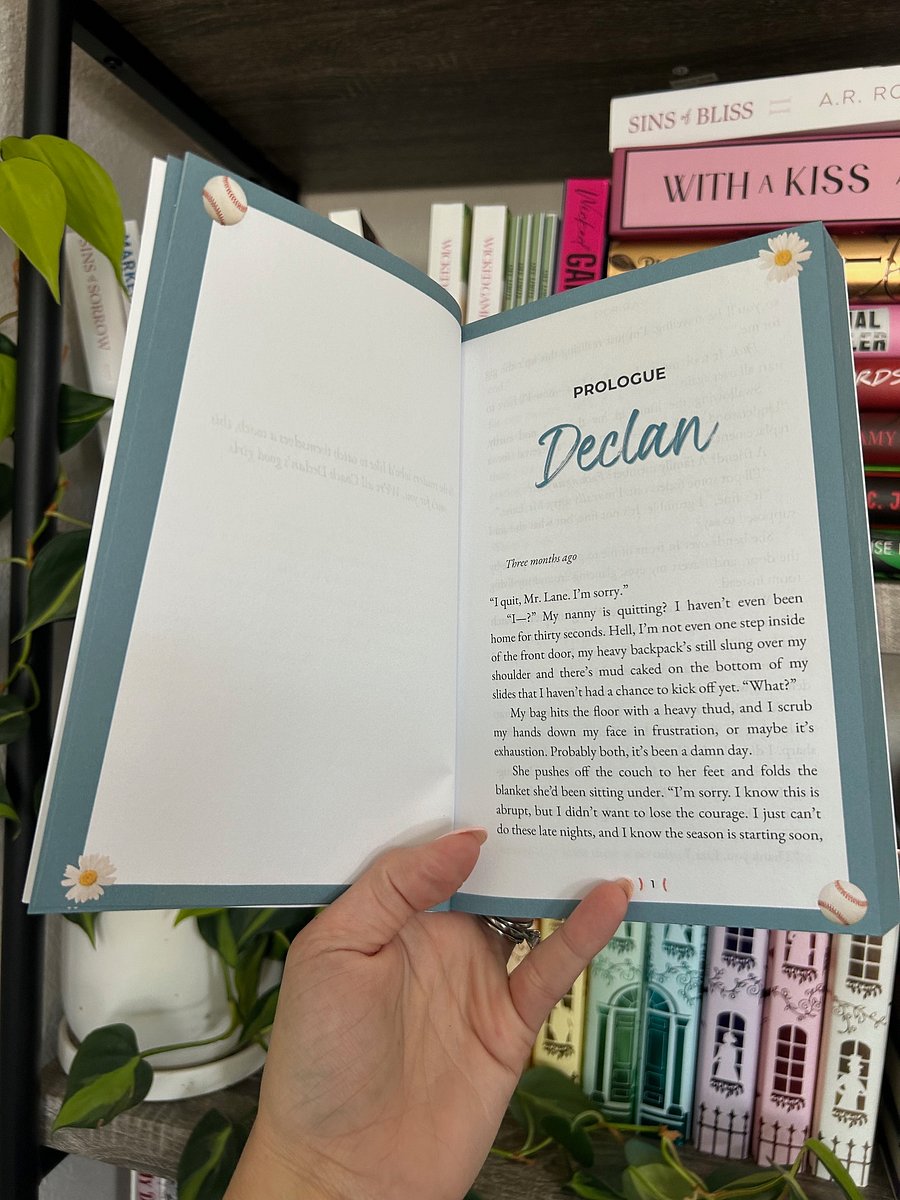 SINS of BLISS
A.R. RO
WITH A KISS
SINS of SORROW
WICKED
WICKED GAM
Wicked
CA
RDS
AMY
C. J
PROLOGUE
Declan
Three months ago
“I quit, Mr. Lane. I’m sorry.”
“I—?” My nanny is quitting? I haven’t even been
home for thirty seconds. Hell, I’m not even one step inside
of the front door, my heavy backpack’s still slung over my
shoulder and there’s mud caked on the bottom of my
slides that I haven’t had a chance to kick off yet. “What?”
My bag hits the floor with a heavy thud, and I scrub
my hands down my face in frustration, or maybe it’s
exhaustion. Probably both, it’s been a damn day.
She pushes off the couch to her feet and folds the
blanket she’d been sitting under. “I’m sorry. I know this is
abrupt, but I didn’t want to lose the courage. I just can’t
do these late nights, and I know the season is starting soon,
1